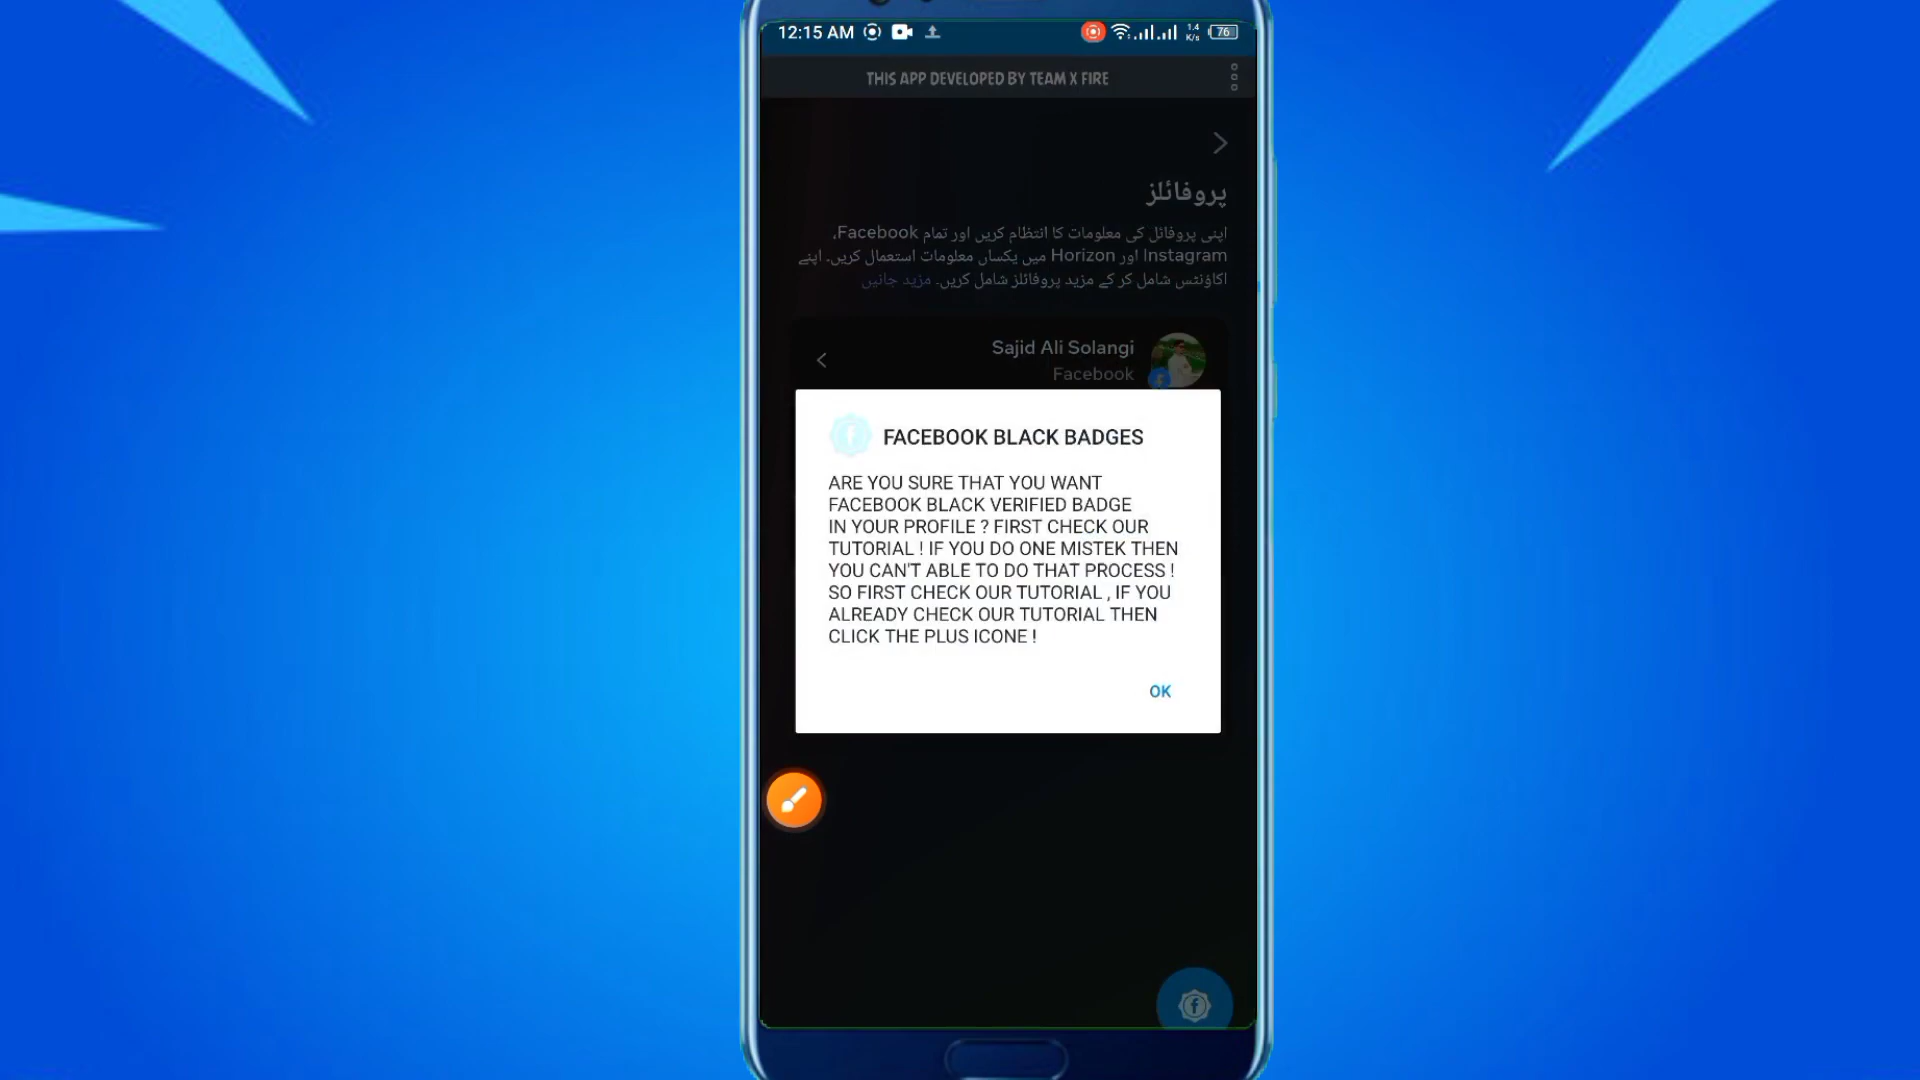 12:15 AM
1.4
K/s
76
THIS APP DEVELOPED BY TEAM X FIRE
پروفائلز
اپنی پروفائل کی معلومات کا انتظام کریں اور تمام Facebook،
Instagram اور Horizon میں یکساں معلومات استعمال کریں۔ اپنے
اکاؤنٹس شامل کر کے مزید پروفائلز شامل کریں۔ مزید جانیں
Sajid Ali Solangi
Facebook
FACEBOOK BLACK BADGES
ARE YOU SURE THAT YOU WANT
FACEBOOK BLACK VERIFIED BADGE
IN YOUR PROFILE ? FIRST CHECK OUR
TUTORIAL ! IF YOU DO ONE MISTEK THEN
YOU CAN'T ABLE TO DO THAT PROCESS !
SO FIRST CHECK OUR TUTORIAL , IF YOU
ALREADY CHECK OUR TUTORIAL THEN
CLICK THE PLUS ICONE !
OK